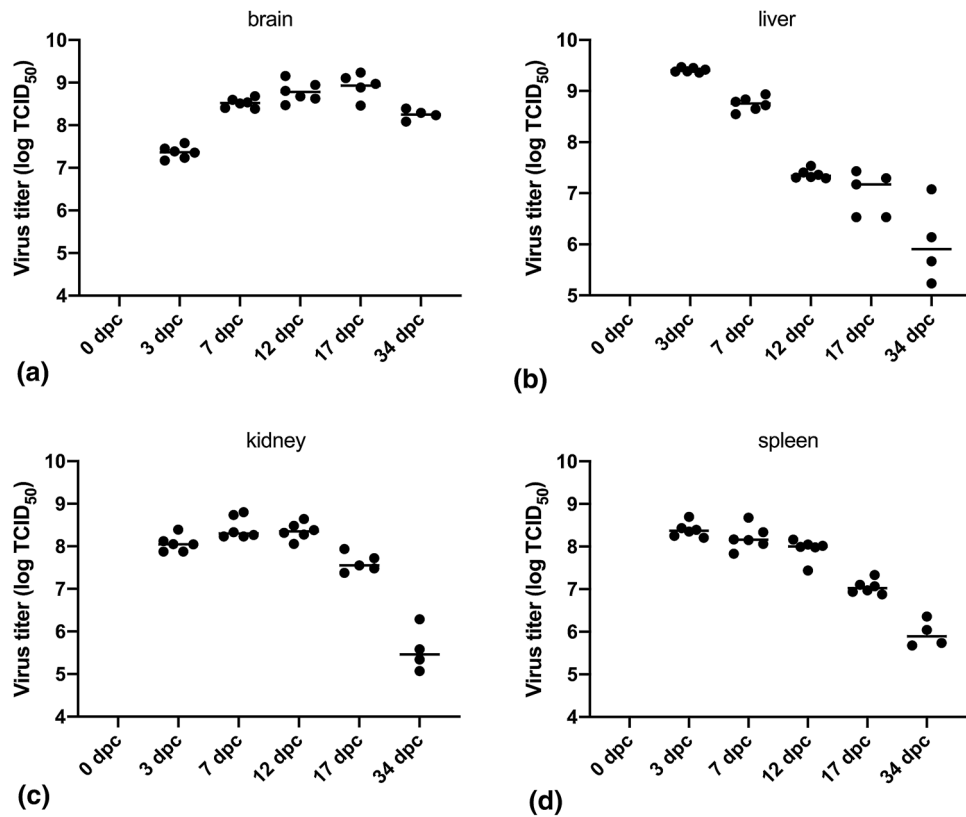 brain
Virus titer (log TCID50)
10
9
8
7
6
5
4
0 dpc
3 dpc
7 dpc
12 dpc
17 dpc
34 dpc
(a)
liver
Virus titer (log TCID50)
10
9
8
7
6
5
0 dpc
3dpc
7 dpc
12 dpc
17 dpc
34 dpc
(b)
kidney
Virus titer (log TCID50)
10
9
8
7
6
5
4
0 dpc
3 dpc
7 dpc
12 dpc
17 dpc
34 dpc
(c)
spleen
Virus titer (log TCID50)
10
9
8
7
6
5
4
0 dpc
3 dpc
7 dpc
12 dpc
17 dpc
34 dpc
(d)